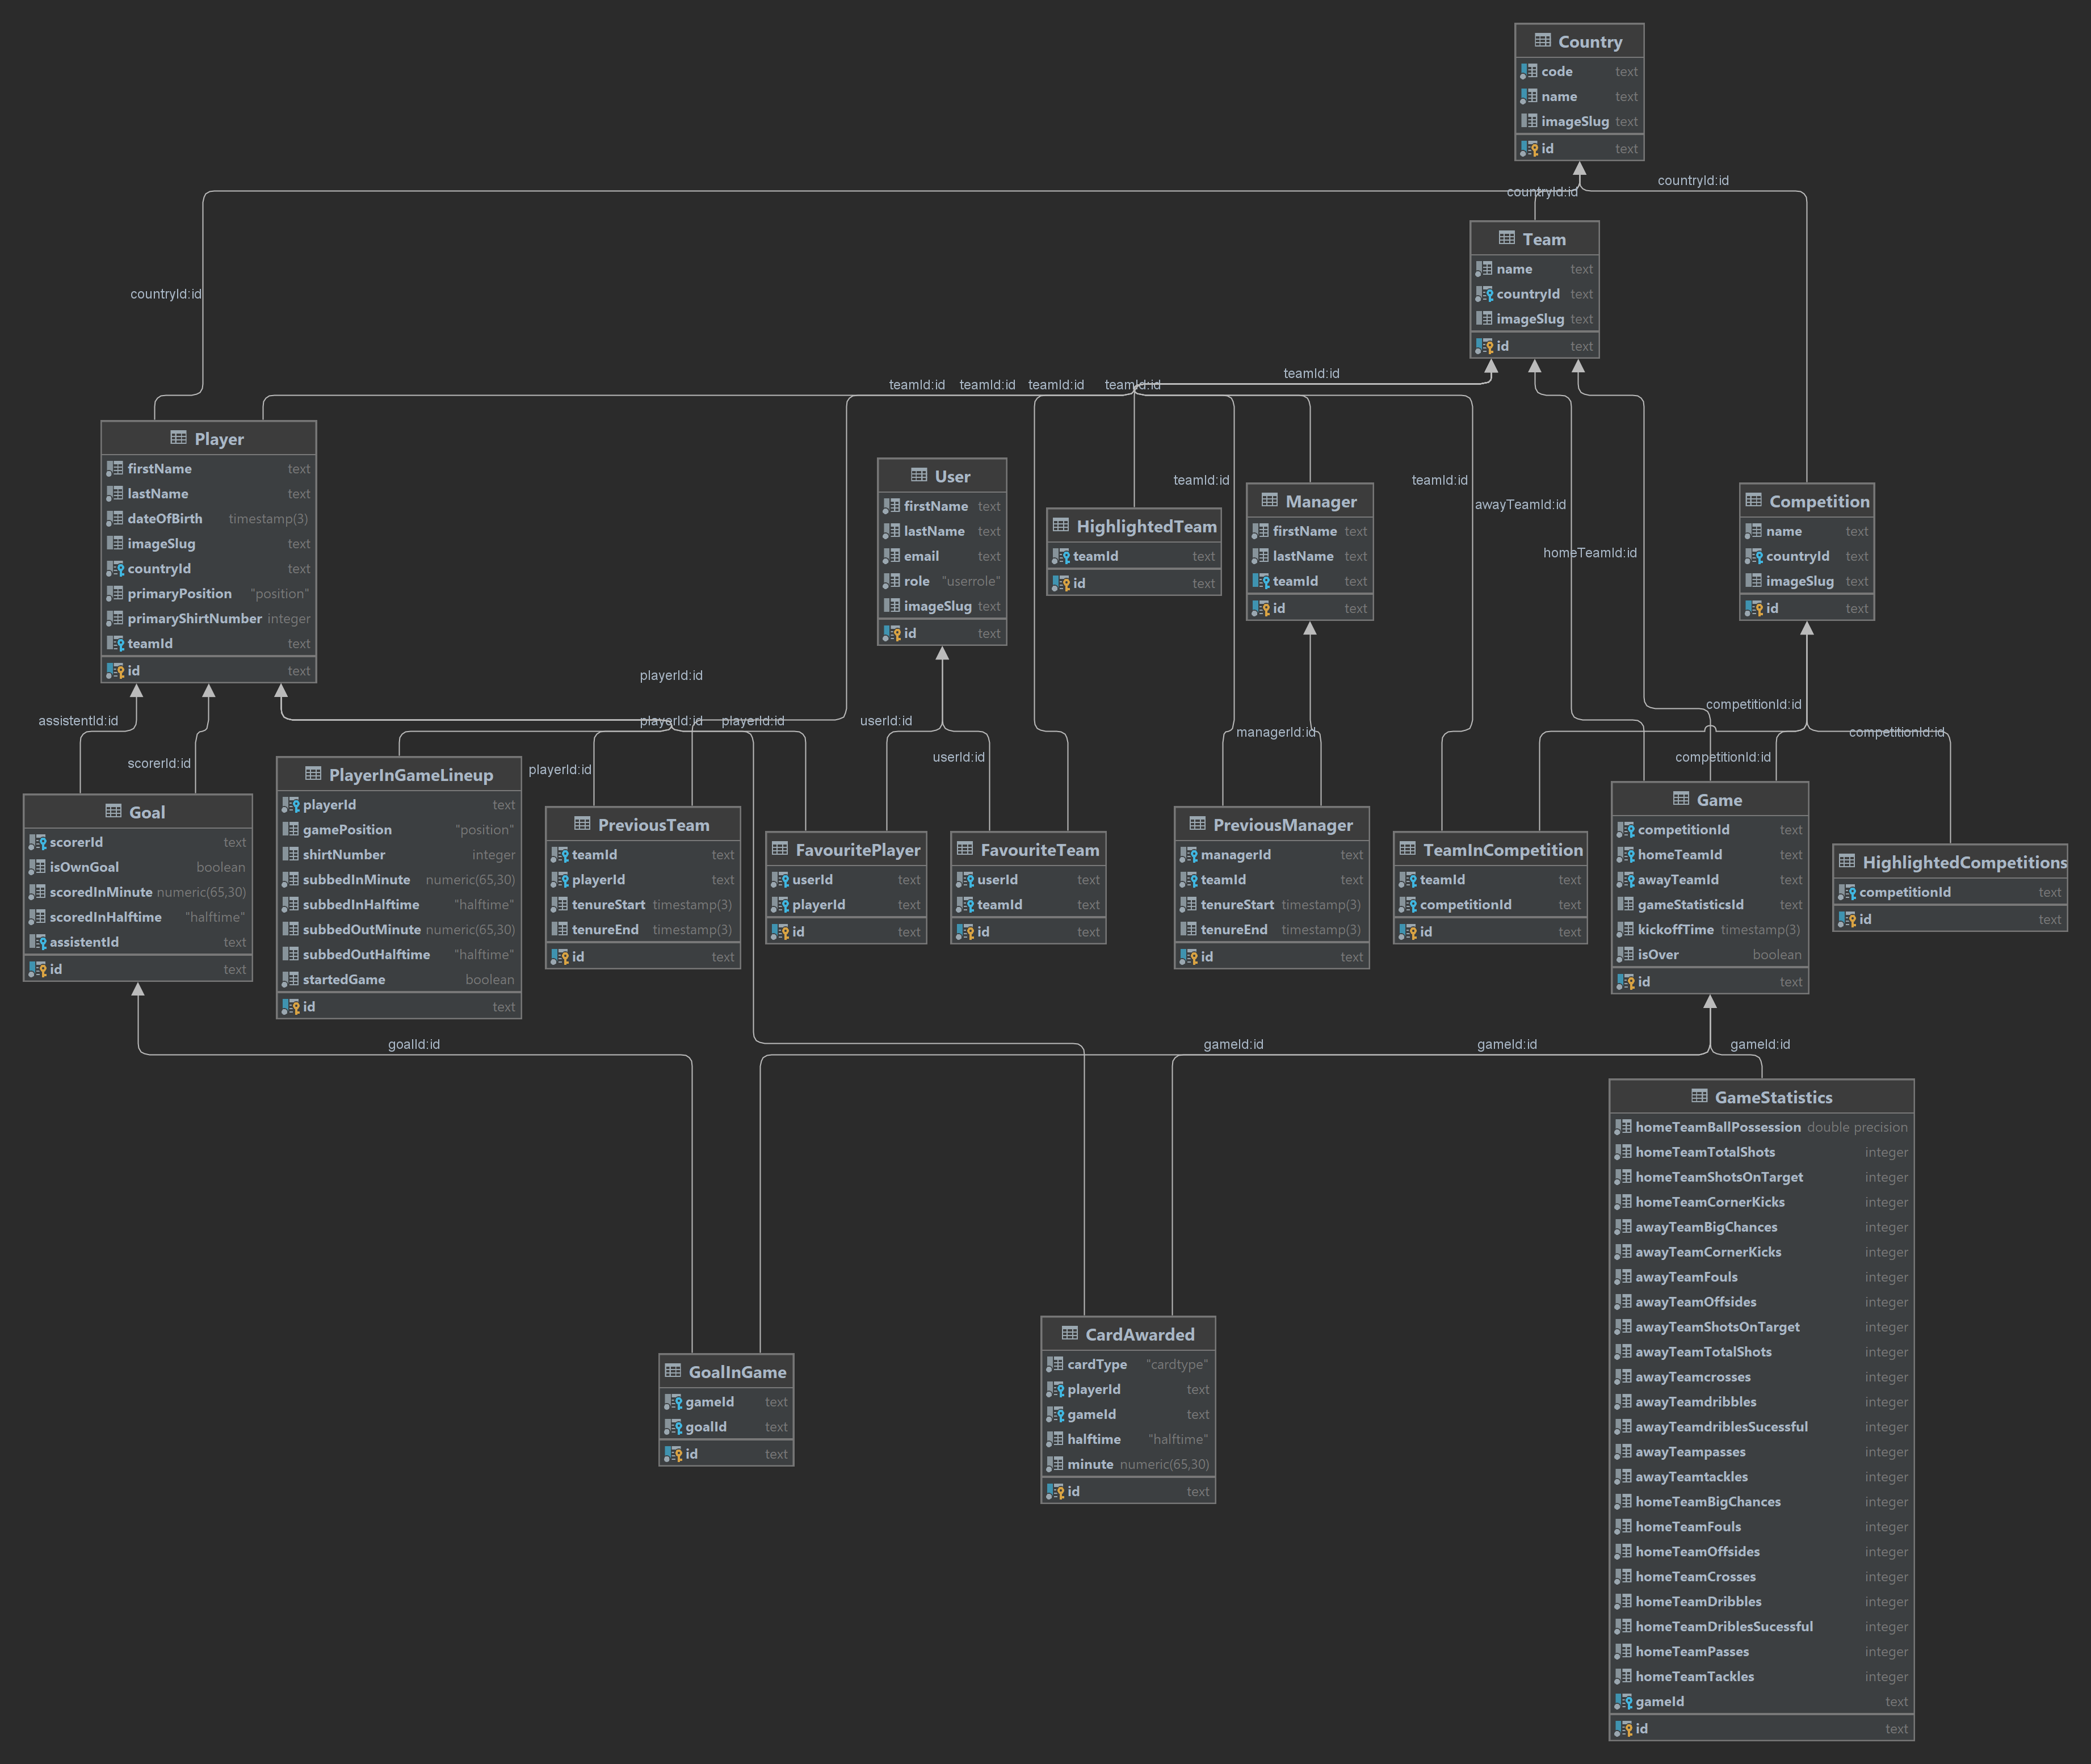 Country
code text
name text
imageSlug text
id text
countryId:id
countryId:id
Team
name text
countryId text
imageSlug text
id text
countryId:id
teamId:id
teamId:id teamId:id teamId:id teamId:id
Player
firstName text
lastName text
dateOfBirth timestamp(3)
imageSlug text
countryId text
primaryPosition "position"
primaryShirtNumber integer
teamId text
id text
User
firstName text
lastName text
email text
role "userrole"
imageSlug text
id text
HighlightedTeam
teamId text
id text
teamId:id
Manager
firstName text
lastName text
teamId text
id text
teamId:id
awayTeamId:id
homeTeamId:id
Competition
name text
countryId text
imageSlug text
id text
playerId:id
assistentId:id
scorerId:id
playerId:id playerId:id
playerId:id
userId:id
userId:id
managerId:id
competitionId:id
competitionId:id
competitionId:id
Goal
scorerId text
isOwnGoal boolean
scoredInMinute numeric(65,30)
scoredInHalftime "halftime"
assistentId text
id text
PlayerInGameLineup
playerId text
gamePosition "position"
shirtNumber integer
subbedInMinute numeric(65,30)
subbedInHalftime "halftime"
subbedOutMinute numeric(65,30)
subbedOutHalftime "halftime"
startedGame boolean
id text
PreviousTeam
teamId text
playerId text
tenureStart timestamp(3)
tenureEnd timestamp(3)
id text
FavouritePlayer
userId text
playerId text
id text
FavouriteTeam
userId text
teamId text
id text
PreviousManager
managerId text
teamId text
tenureStart timestamp(3)
tenureEnd timestamp(3)
id text
TeamInCompetition
teamId text
competitionId text
id text
Game
competitionId text
homeTeamId text
awayTeamId text
gameStatisticsId text
kickoffTime timestamp(3)
isOver boolean
id text
HighlightedCompetitions
competitionId text
id text
goalId:id
gameId:id
gameId:id
gameId:id
GoalInGame
gameId text
goalId text
id text
CardAwarded
cardType "cardtype"
playerId text
gameId text
halftime "halftime"
minute numeric(65,30)
id text
GameStatistics
homeTeamBallPossession double precision
homeTeamTotalShots integer
homeTeamShotsOnTarget integer
homeTeamCornerKicks integer
awayTeamBigChances integer
awayTeamCornerKicks integer
awayTeamFouls integer
awayTeamOffsides integer
awayTeamShotsOnTarget integer
awayTeamTotalShots integer
awayTeamcrosses integer
awayTeamdribbles integer
awayTeamdriblesSucessful integer
awayTeampasses integer
awayTeamtackles integer
homeTeamBigChances integer
homeTeamFouls integer
homeTeamOffsides integer
homeTeamCrosses integer
homeTeamDribbles integer
homeTeamDriblesSucessful integer
homeTeamPasses integer
homeTeamTackles integer
gameId text
id text